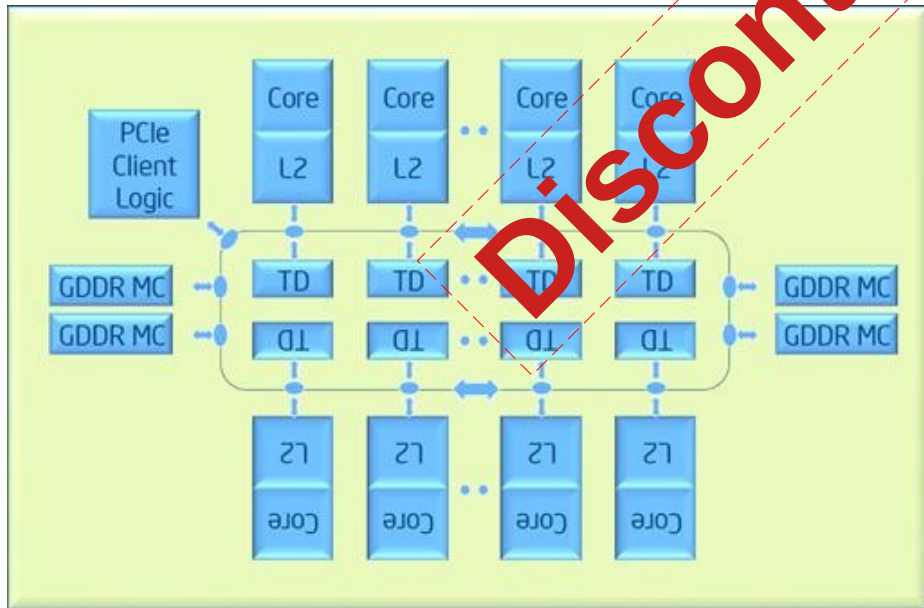 Core Core Core Core
PCIe
Client
Logic
L2 L2 L2 L2
TD TD TD TD
GDDR MC GDDR MC
GDDR MC GDDR MC
TD TD TD TD
L2 L2 L2 L2
Core Core Core Core